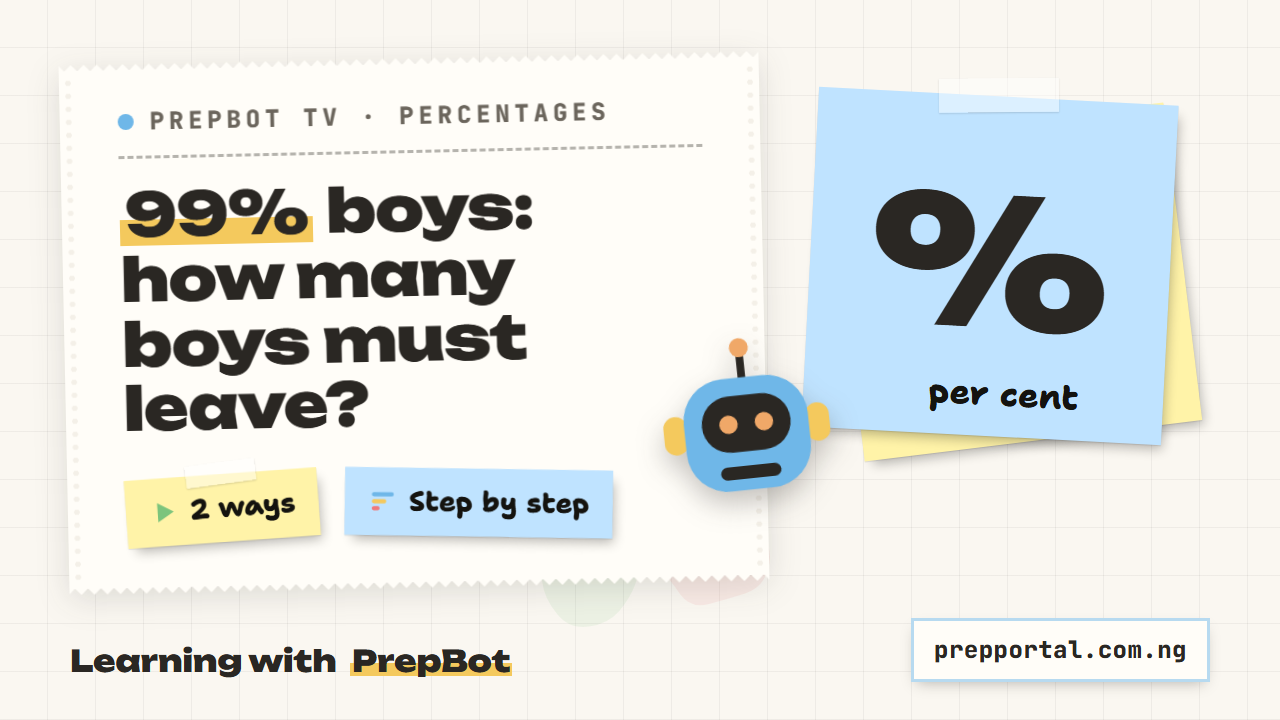 PREPBOT TV · PERCENTAGES
99% boys:
how many
boys must
leave?
2 ways
Step by step
%
per cent
Learning with PrepBot
prepportal.com.ng